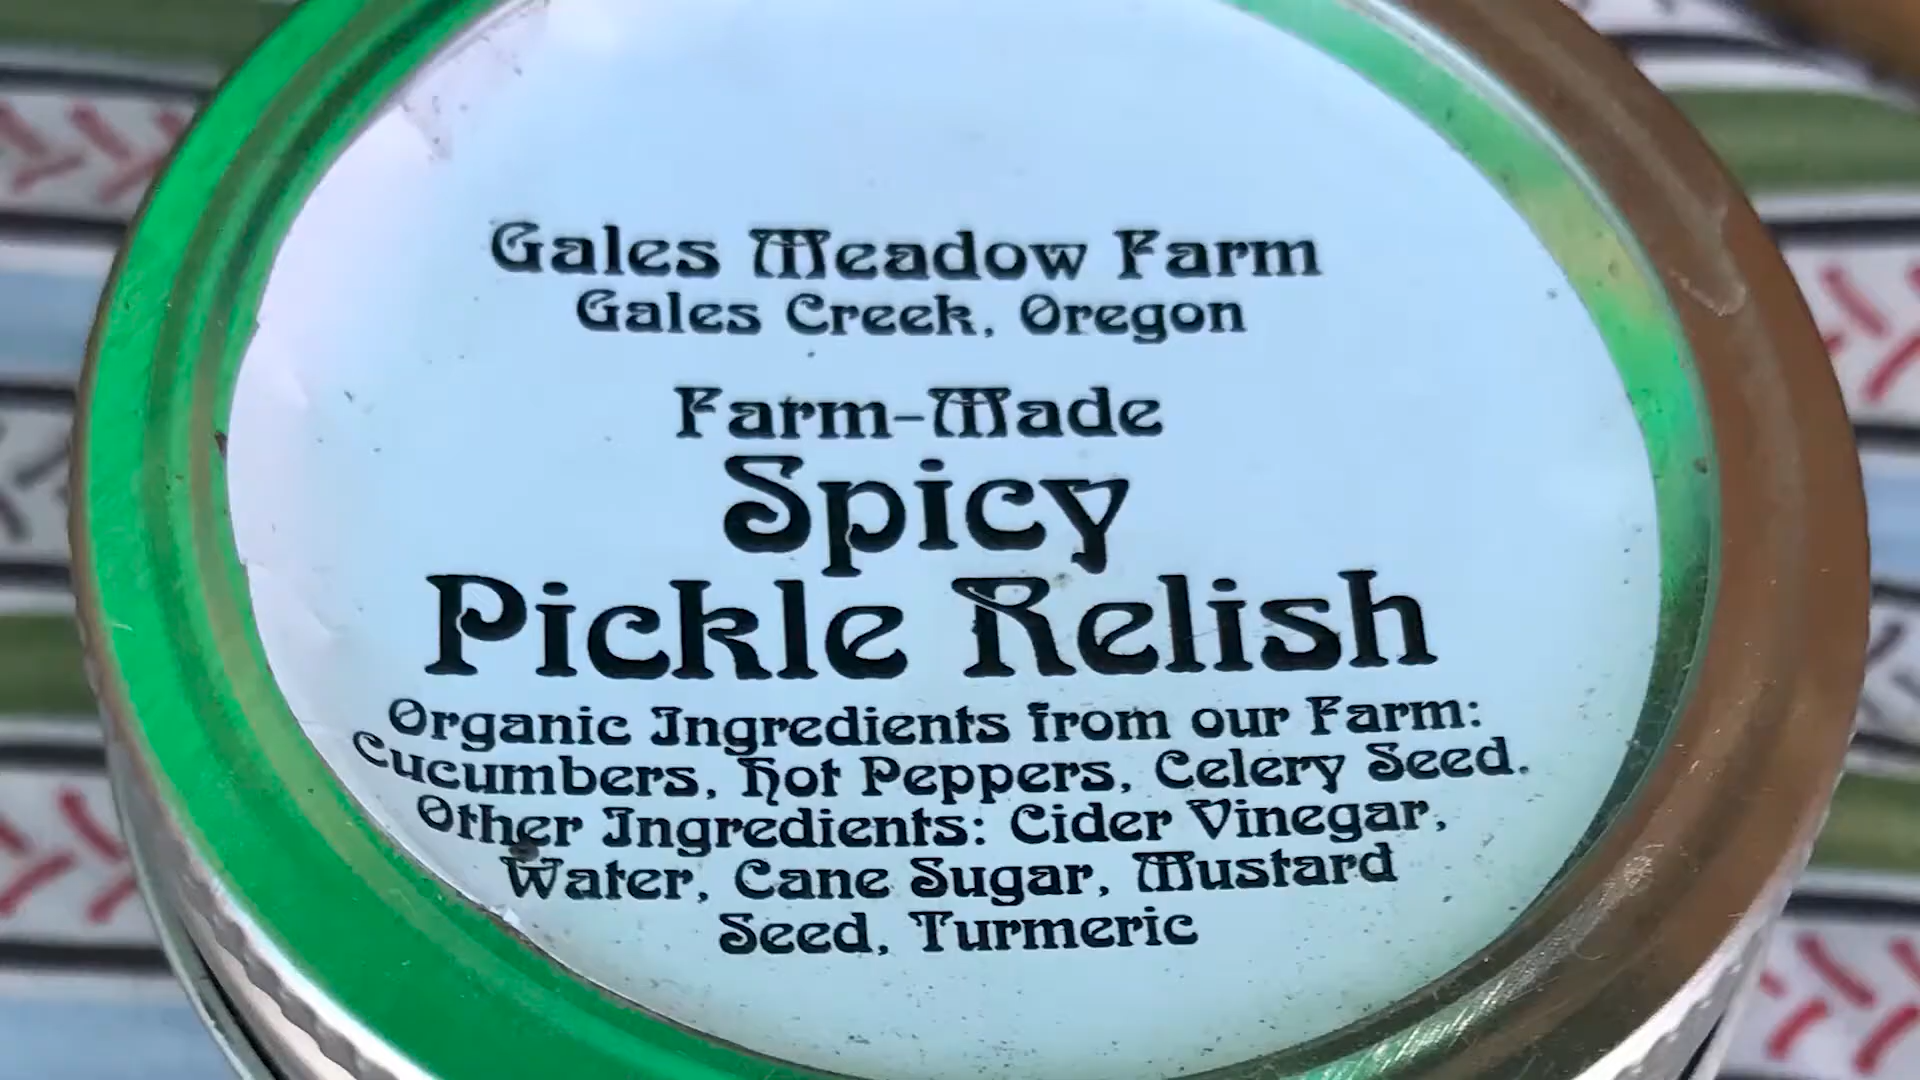 Gales Meadow Farm
Gales Creek, Oregon
Farm-Made
Spicy
Pickle Relish
Organic Ingredients from our Farm:
Cucumbers, Hot Peppers, Celery Seed.
Other Ingredients: Cider Vinegar,
Water, Cane Sugar, Mustard
Seed, Turmeric